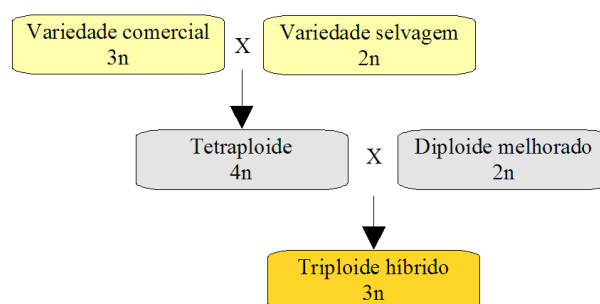 Variedade comercial
3n
X
Variedade selvagem
2n
Tetraploide
4n
X
Diploide melhorado
2n
Triploide híbrido
3n